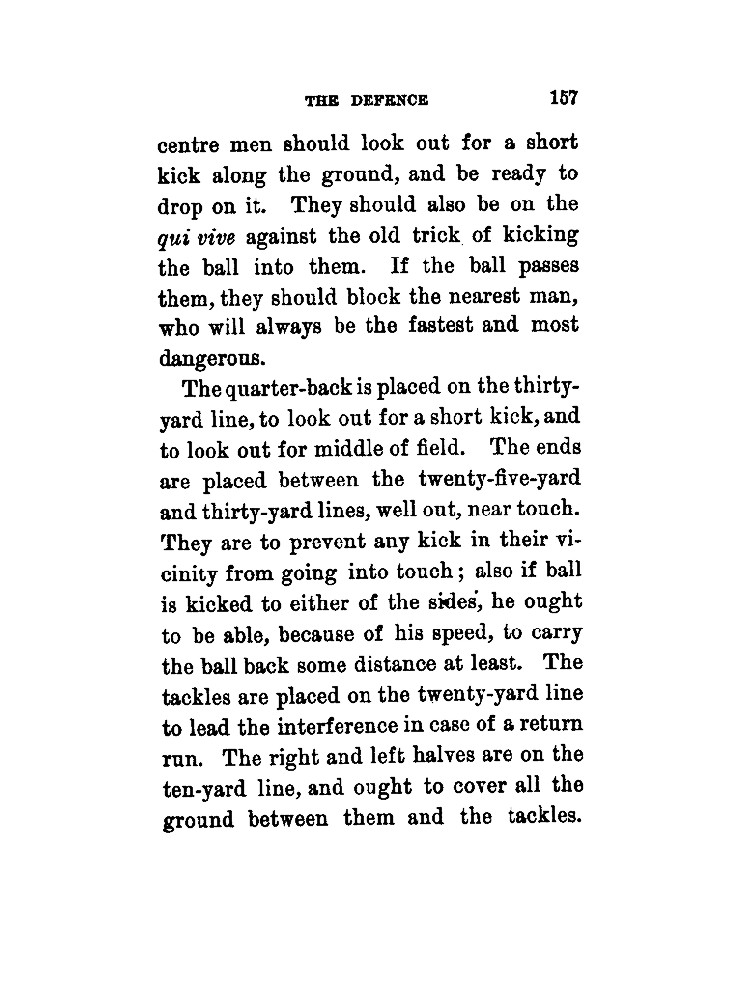 THE DEFENCE 157
centre men should look out for a short
kick along the ground, and be ready to
drop on it. They should also be on the
qui vive against the old trick of kicking
the ball into them. If the ball passes
them, they should block the nearest man,
who will always be the fastest and most
dangerous.
The quarter-back is placed on the thirty-
yard line, to look out for a short kick, and
to look out for middle of field. The ends
are placed between the twenty-five-yard
and thirty-yard lines, well out, near touch.
They are to prevent any kick in their vi-
cinity from going into touch; also if ball
is kicked to either of the sides, he ought
to be able, because of his speed, to carry
the ball back some distance at least. The
tackles are placed on the twenty-yard line
to lead the interference in case of a return
run. The right and left halves are on the
ten-yard line, and ought to cover all the
ground between them and the tackles.